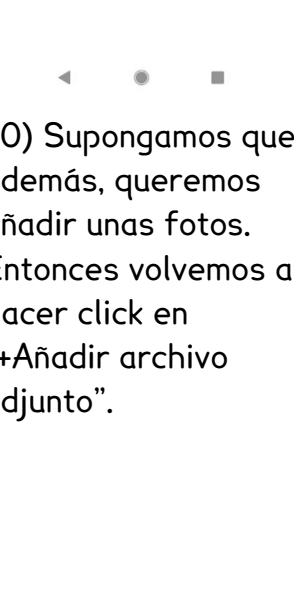 0) Supongamos que
demás, queremos
ñadir unas fotos.
Entonces volvemos a
acer click en
+Añadir archivo
djunto”.